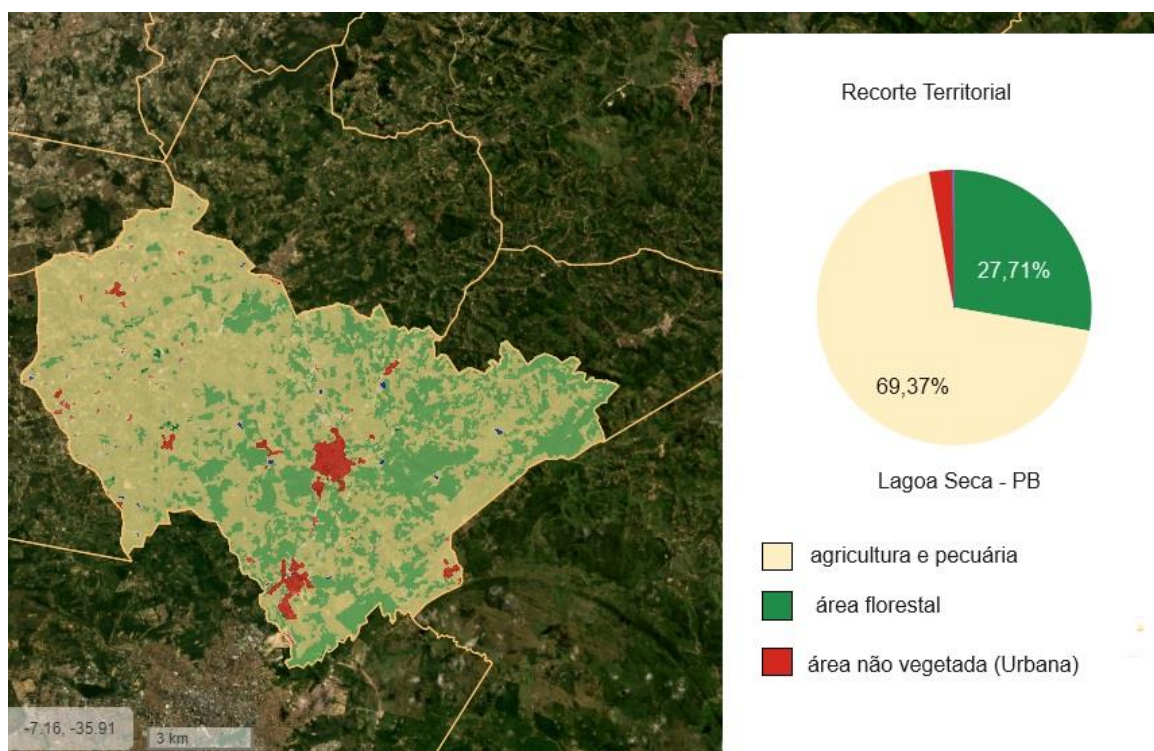 Recorte Territorial
27,71%
69,37%
Lagoa Seca - PB
agricultura e pecuária
área florestal
área não vegetada (Urbana)
-7.16, -35.91
3 km